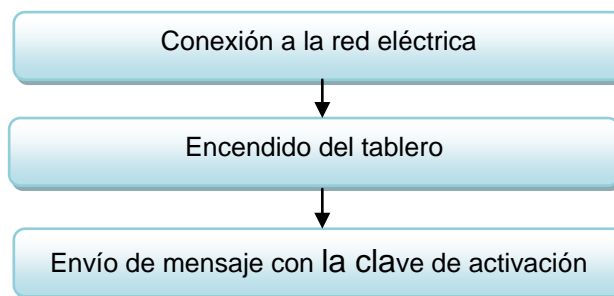 Conexión a la red eléctrica
Encendido del tablero
Envío de mensaje con la clave de activación